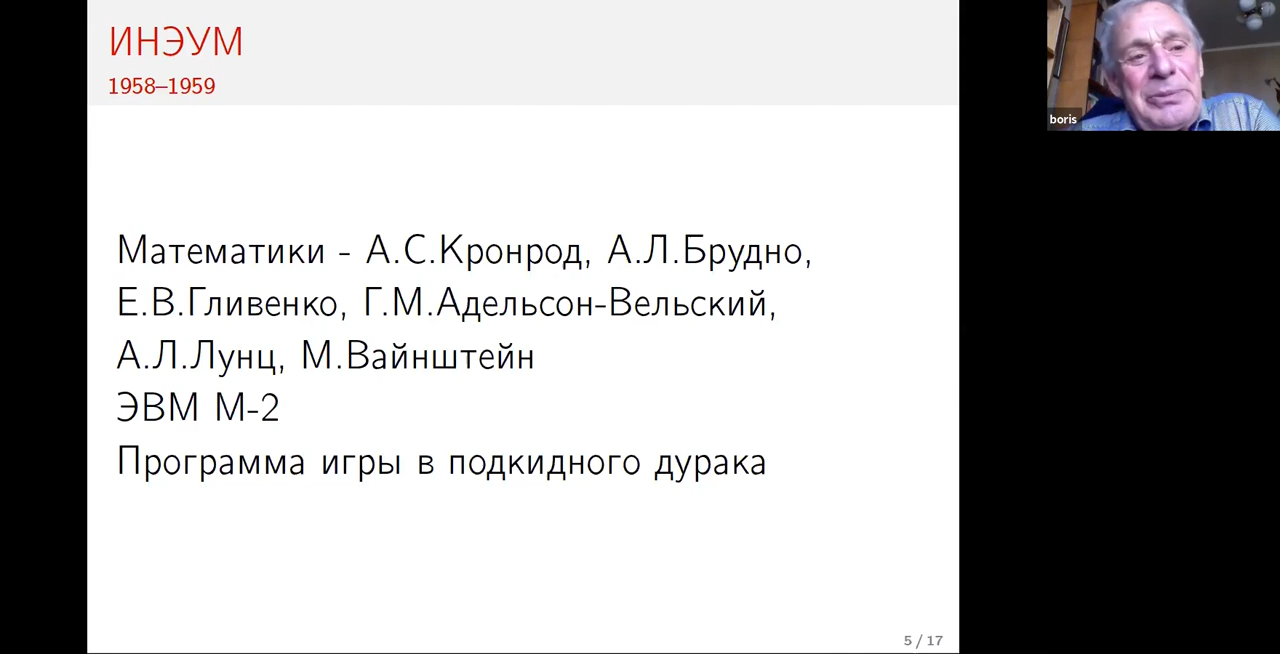 ИНЭУМ
1958–1959
boris
Математики - А.С.Кронрод, А.Л.Брудно,
Е.В.Гливенко, Г.М.Адельсон-Вельский,
А.Л.Лунц, М.Вайнштейн
ЭВМ М-2
Программа игры в подкидного дурака
5 / 17